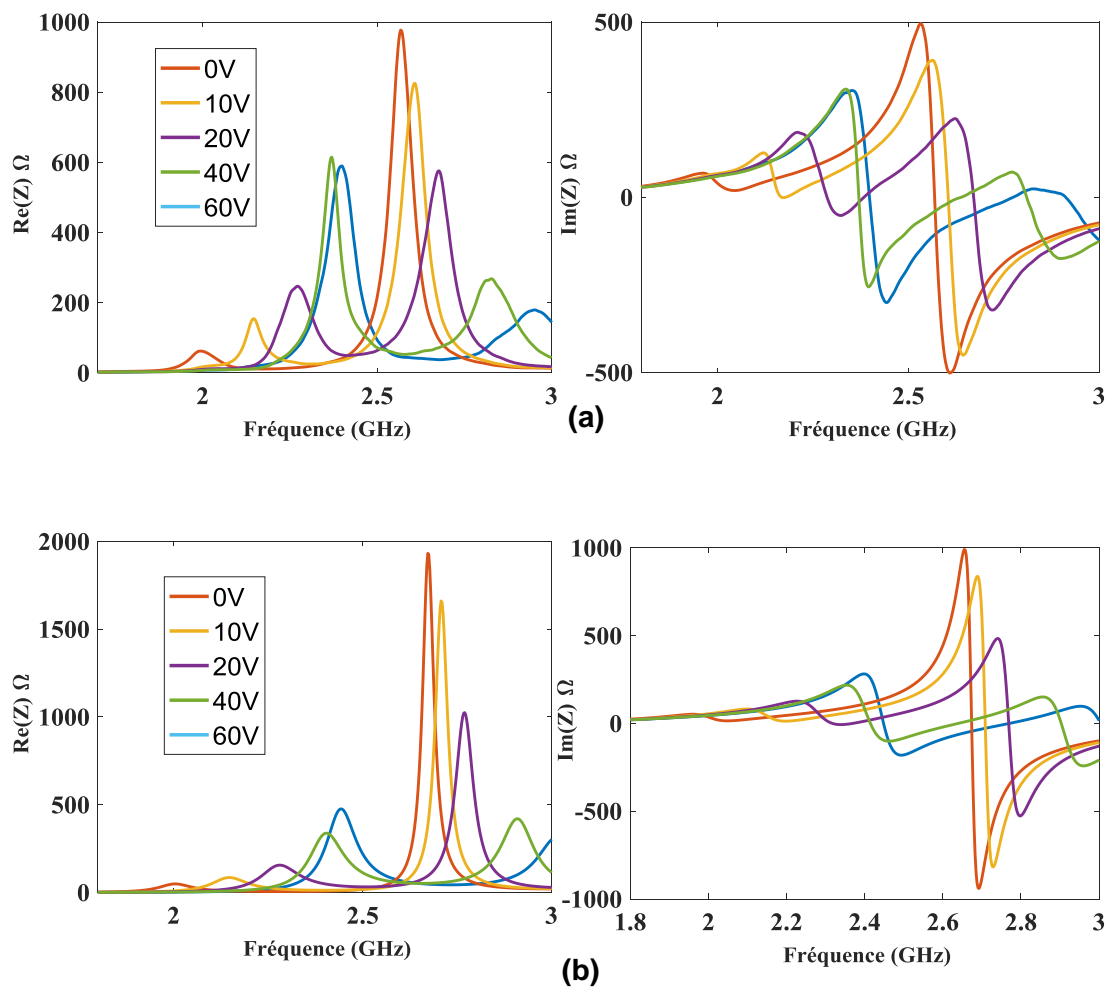 Re(Z) Ω
1000
800
600
400
200
0
0V
10V
20V
40V
60V
2
2.5
3
Fréquence (GHz)
Im(Z) Ω
500
0
-500
2
2.5
3
Fréquence (GHz)
(a)
Re(Z) Ω
2000
1500
1000
500
0
0V
10V
20V
40V
60V
2
2.5
3
Fréquence (GHz)
Im(Z) Ω
1000
500
0
-500
-1000
1.8
2
2.2
2.4
2.6
2.8
3
Fréquence (GHz)
(b)